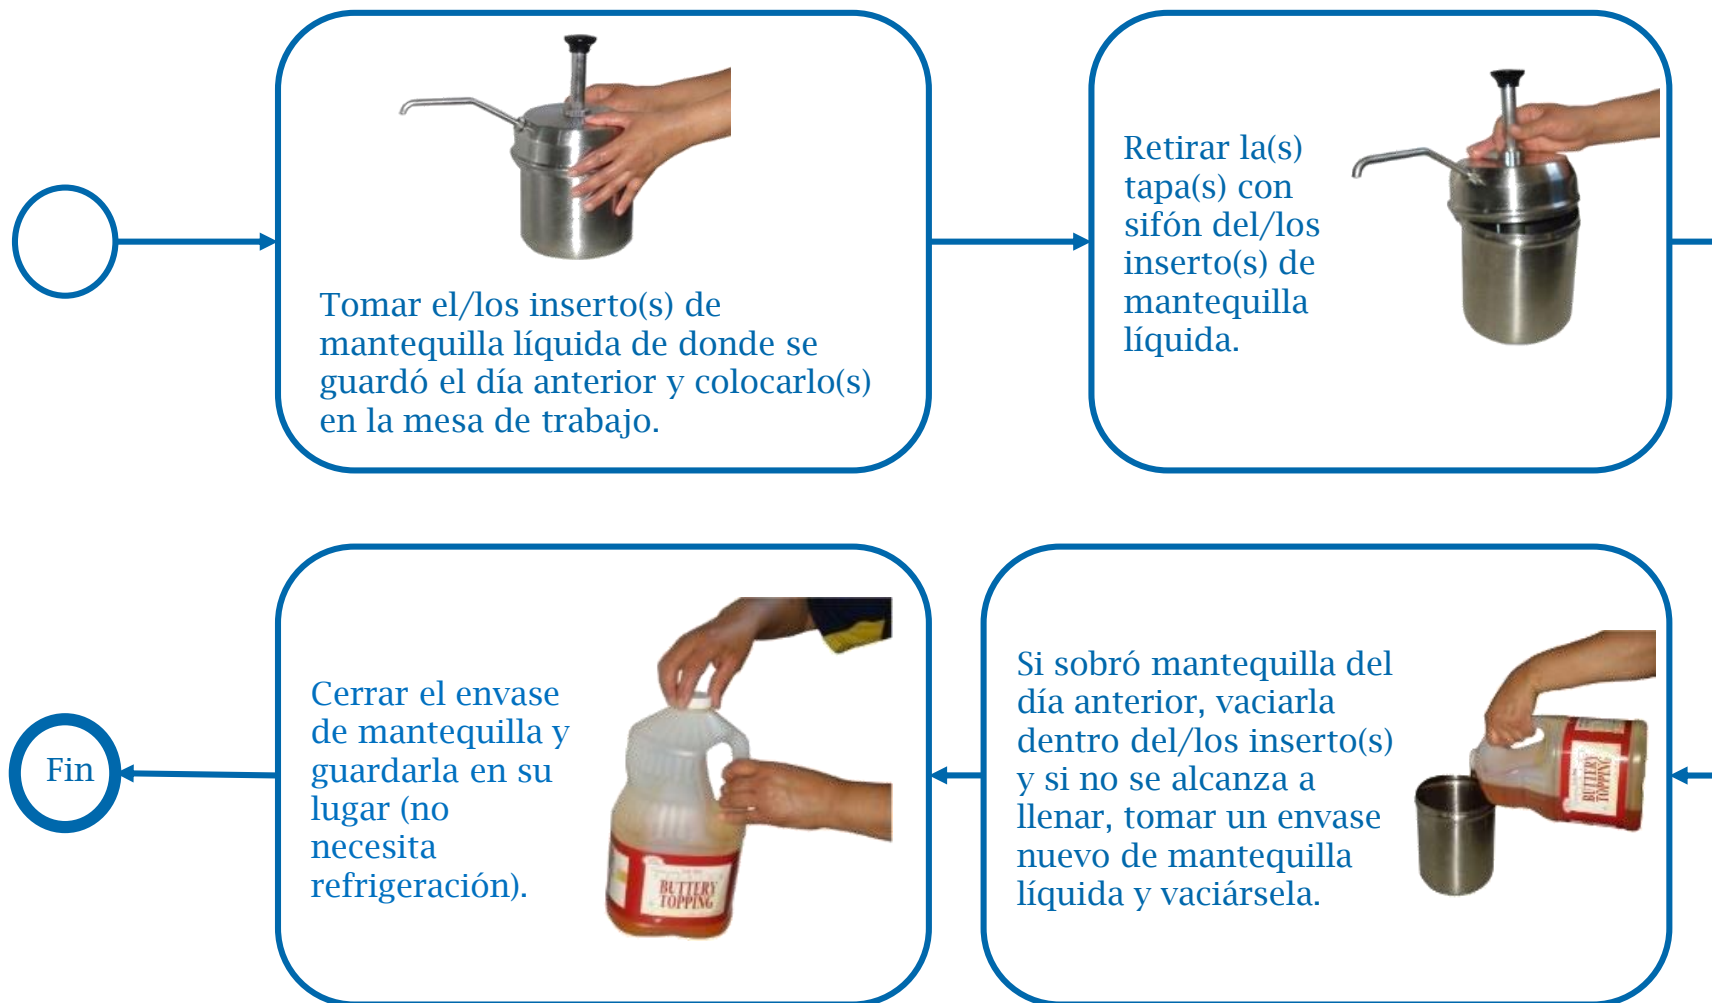 Tomar el/los inserto(s) de
mantequilla líquida de donde se
guardó el día anterior y colocarlo(s)
en la mesa de trabajo.
Retirar la(s)
tapa(s) con
sifón del/los
inserto(s) de
mantequilla
líquida.
Si sobró mantequilla del
día anterior, vaciarla
dentro del/los inserto(s)
y si no se alcanza a
llenar, tomar un envase
nuevo de mantequilla
líquida y vaciársela.
BUTTERY
TOPPING
Cerrar el envase
de mantequilla y
guardarla en su
lugar (no
necesita
refrigeración).
BUTTERY
TOPPING
Fin